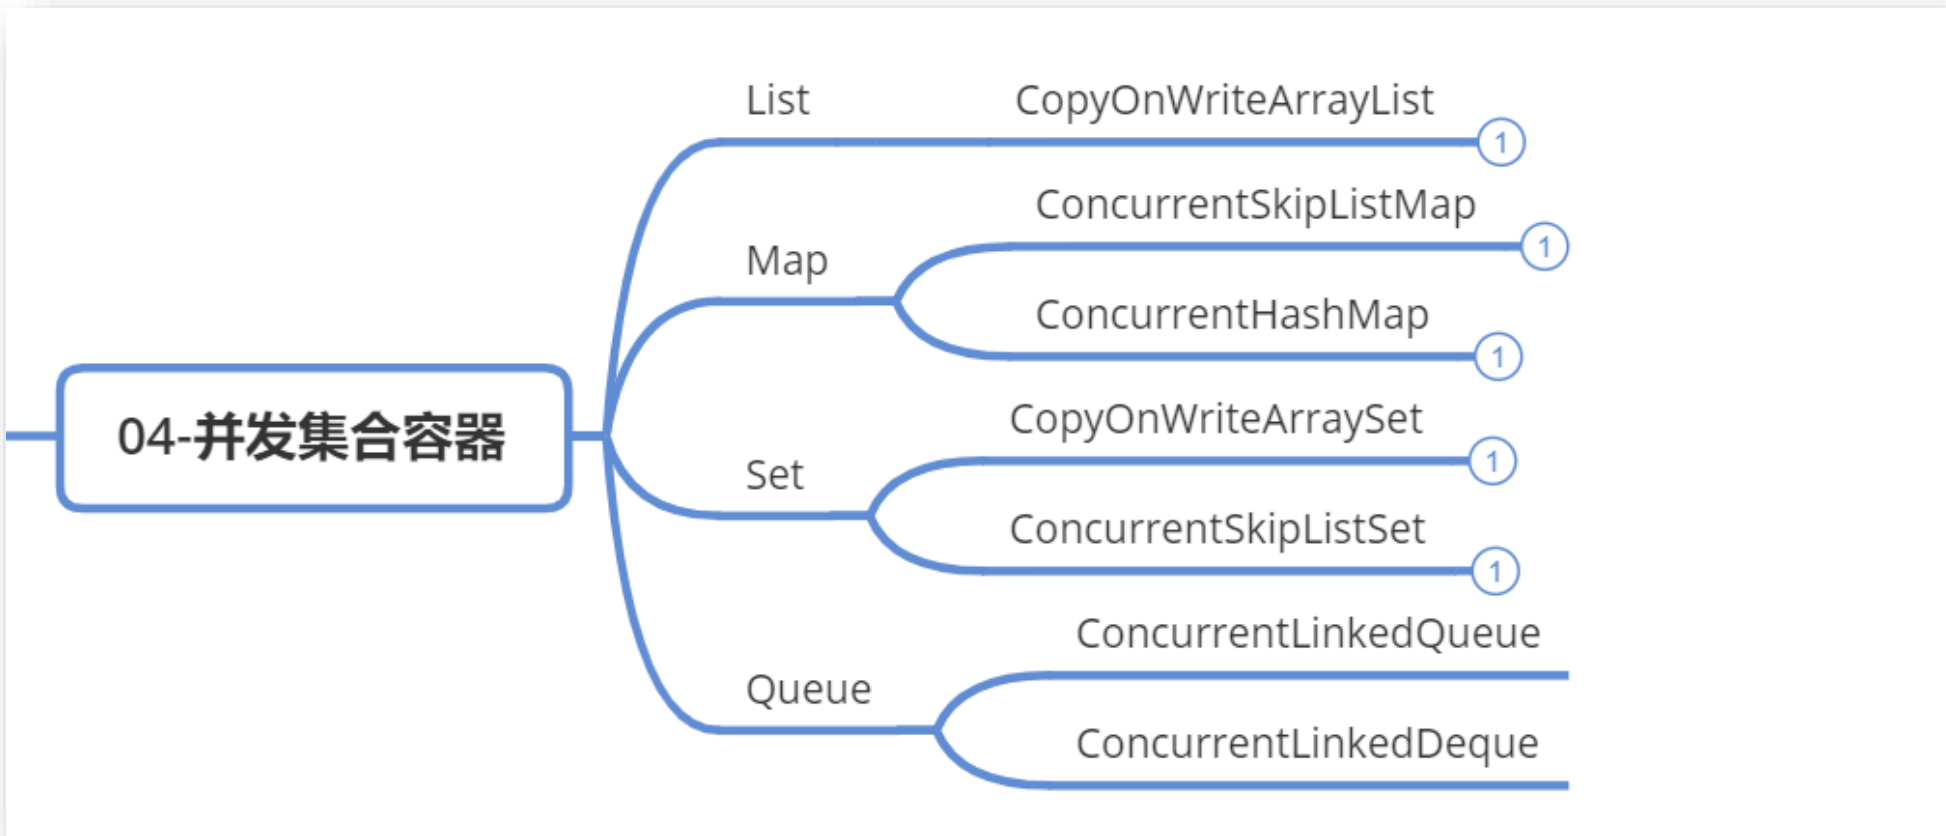 List
CopyOnWriteArrayList
1
Map
ConcurrentSkipListMap
1
ConcurrentHashMap
1
04-并发集合容器
Set
CopyOnWriteArraySet
1
ConcurrentSkipListSet
1
Queue
ConcurrentLinkedQueue
ConcurrentLinkedDeque